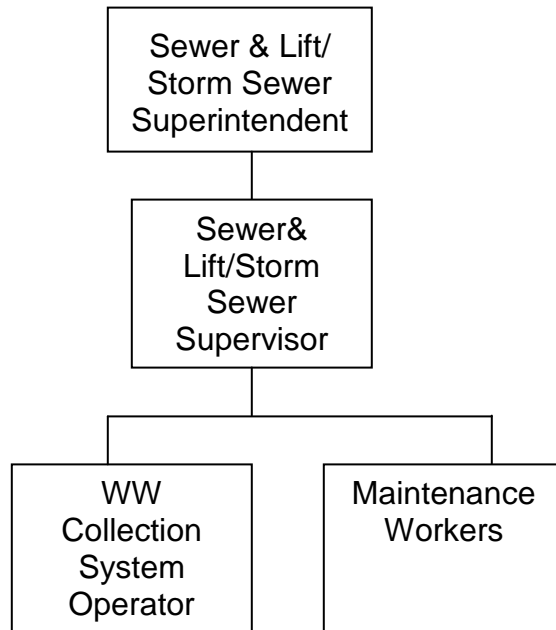 Sewer & Lift/
Storm Sewer
Superintendent
Sewer&
Lift/Storm
Sewer
Supervisor
WW
Collection
System
Operator
Maintenance
Workers